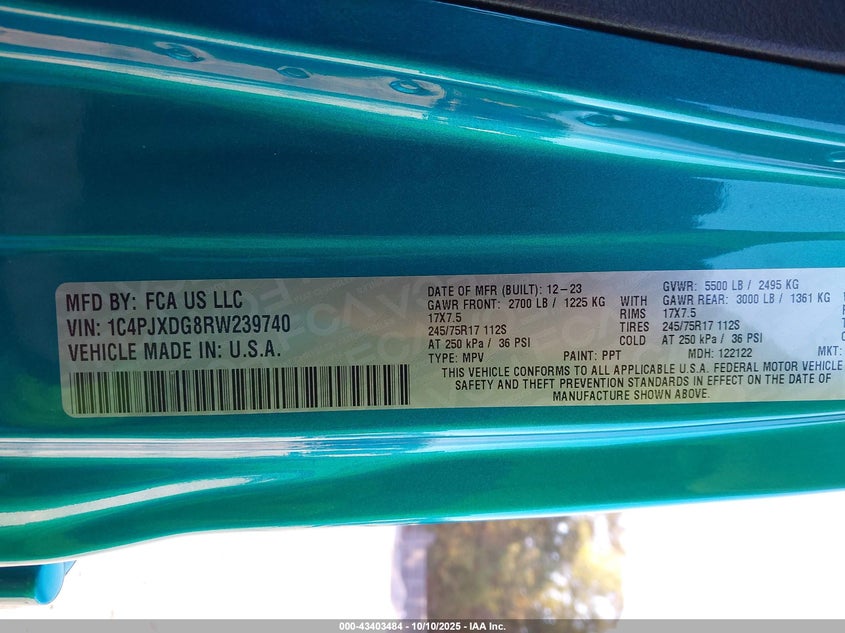 MFD BY: FCA US LLC
VIN: 1C4PJXDG8RW239740
VEHICLE MADE IN: U.S.A.
DATE OF MFR (BUILT): 12-23
GVWR: 5500 LB / 2495 KG
GAWR FRONT: 2700 LB / 1225 KG WITH GAWR REAR: 3000 LB / 1361 KG
17X7.5 RIMS 17X7.5
245/75R17 112S TIRES 245/75R17 112S
AT 250 kPa / 36 PSI COLD AT 250 kPa / 36 PSI
TYPE: MPV PAINT: PPT MDH: 122122 MKT:
THIS VEHICLE CONFORMS TO ALL APPLICABLE U.S.A. FEDERAL MOTOR VEHICLE
SAFETY AND THEFT PREVENTION STANDARDS IN EFFECT ON THE DATE OF
MANUFACTURE SHOWN ABOVE.
000-43403484 - 10/10/2025 - IAA Inc.